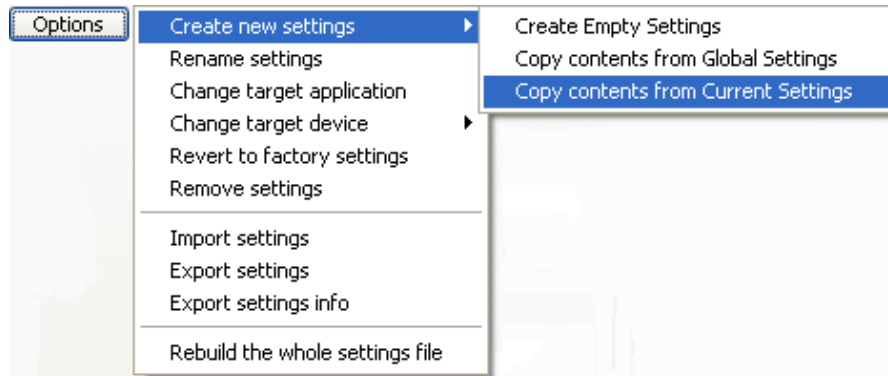 Options
Create new settings
Rename settings
Change target application
Change target device
Revert to factory settings
Remove settings
Import settings
Export settings
Export settings info
Rebuild the whole settings file
Create Empty Settings
Copy contents from Global Settings
Copy contents from Current Settings